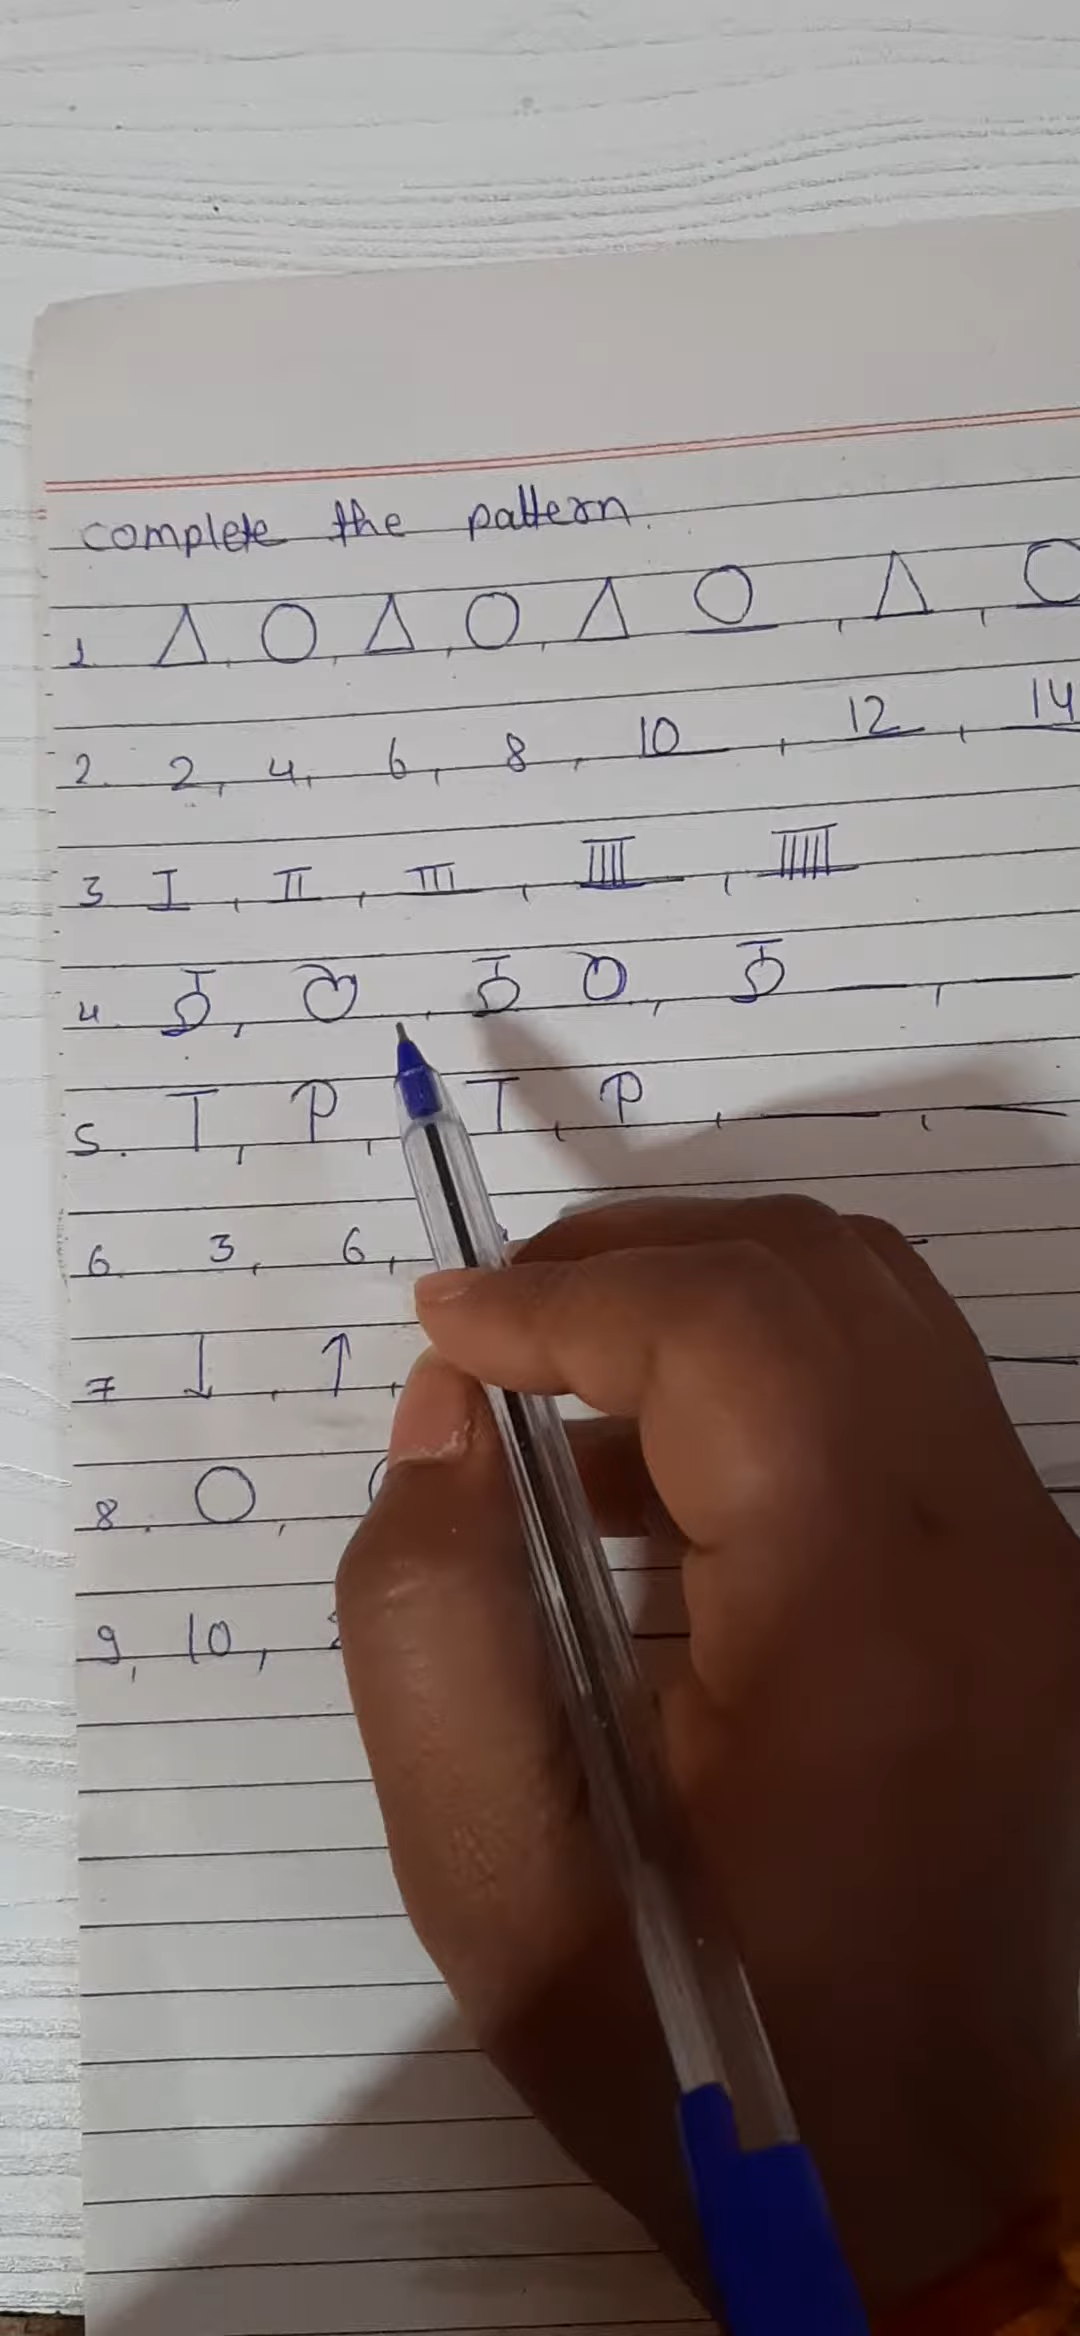 complete the pattern.
1. △, ○, △, ○, △ ○, △, ○
2. 2, 4, 6, 8, 10, 12, 14
3 I, II, III, IIII, IIIII
4.
5. T, P, T, P,
6 3, 6,
7 ↓, ↑,
8. ○,
9, 10,